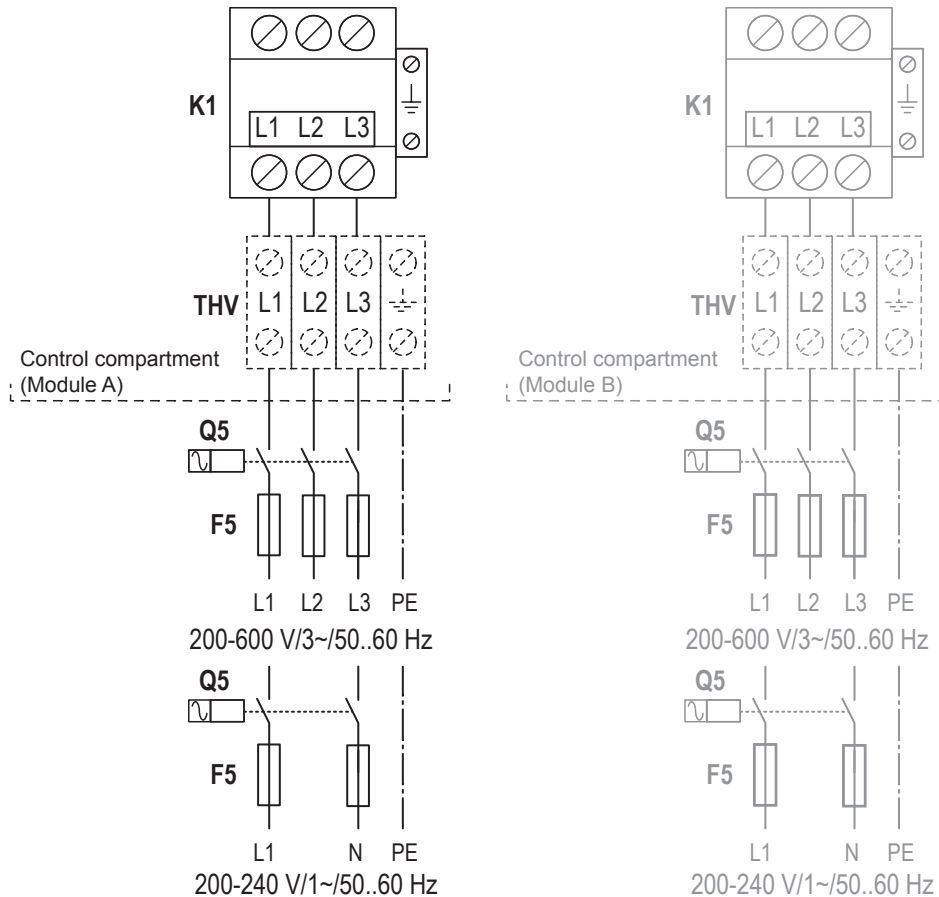 K1
L1 L2 L3
THV
L1 L2 L3
Control compartment
(Module A)
Q5
F5
L1 L2 L3 PE
200-600 V/3~/50..60 Hz
Q5
F5
L1 N PE
200-240 V/1~/50..60 Hz
K1
L1 L2 L3
THV
L1 L2 L3
Control compartment
(Module B)
Q5
F5
L1 L2 L3 PE
200-600 V/3~/50..60 Hz
Q5
F5
L1 N PE
200-240 V/1~/50..60 Hz